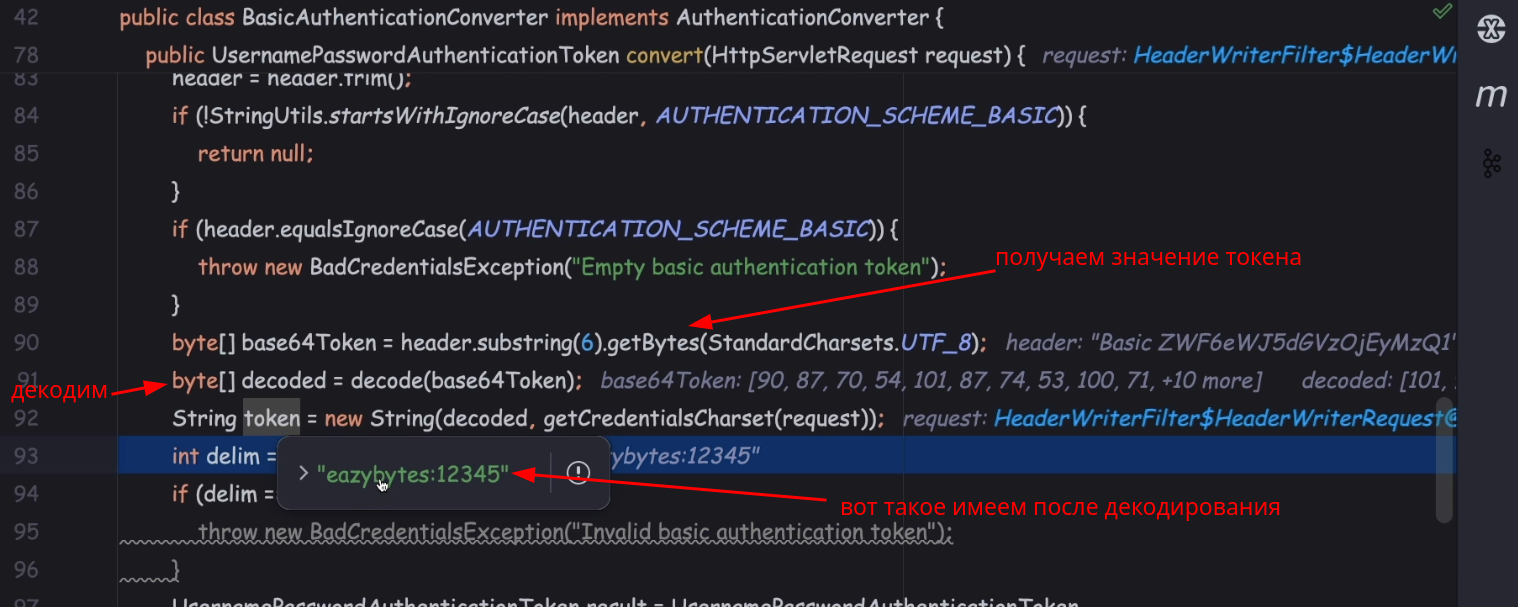 42 public class BasicAuthenticationConverter implements AuthenticationConverter {
78 public UsernamePasswordAuthenticationToken convert(HttpServletRequest request) { request: HeaderWriterFilter$HeaderWr
83 header = header.trim();
84 if (!StringUtils.startsWithIgnoreCase(header, AUTHENTICATION_SCHEME_BASIC)) {
85 return null;
86 }
87 if (header.equalsIgnoreCase(AUTHENTICATION_SCHEME_BASIC)) {
88 throw new BadCredentialsException("Empty basic authentication token");
получаем значение токена
89 }
90 byte[] base64Token = header.substring(6).getBytes(StandardCharsets.UTF_8); header: "Basic ZWF6eWJ5dGVzOjEyMzQ1"
91 byte[] decoded = decode(base64Token); base64Token: [90, 87, 70, 54, 101, 87, 74, 53, 100, 71, +10 more] decoded: [101,
декодим
92 String token = new String(decoded, getCredentialsCharset(request)); request: HeaderWriterFilter$HeaderWriterRequest@
93 int delim = ybytes:12345"
"eazybytes:12345"
94 if (delim =
вот такое имеем после декодирования
95 throw new BadCredentialsException("Invalid basic authentication token");
96 }
97 UsernamePasswordAuthenticationToken result = UsernamePasswordAuthenticationToken
m